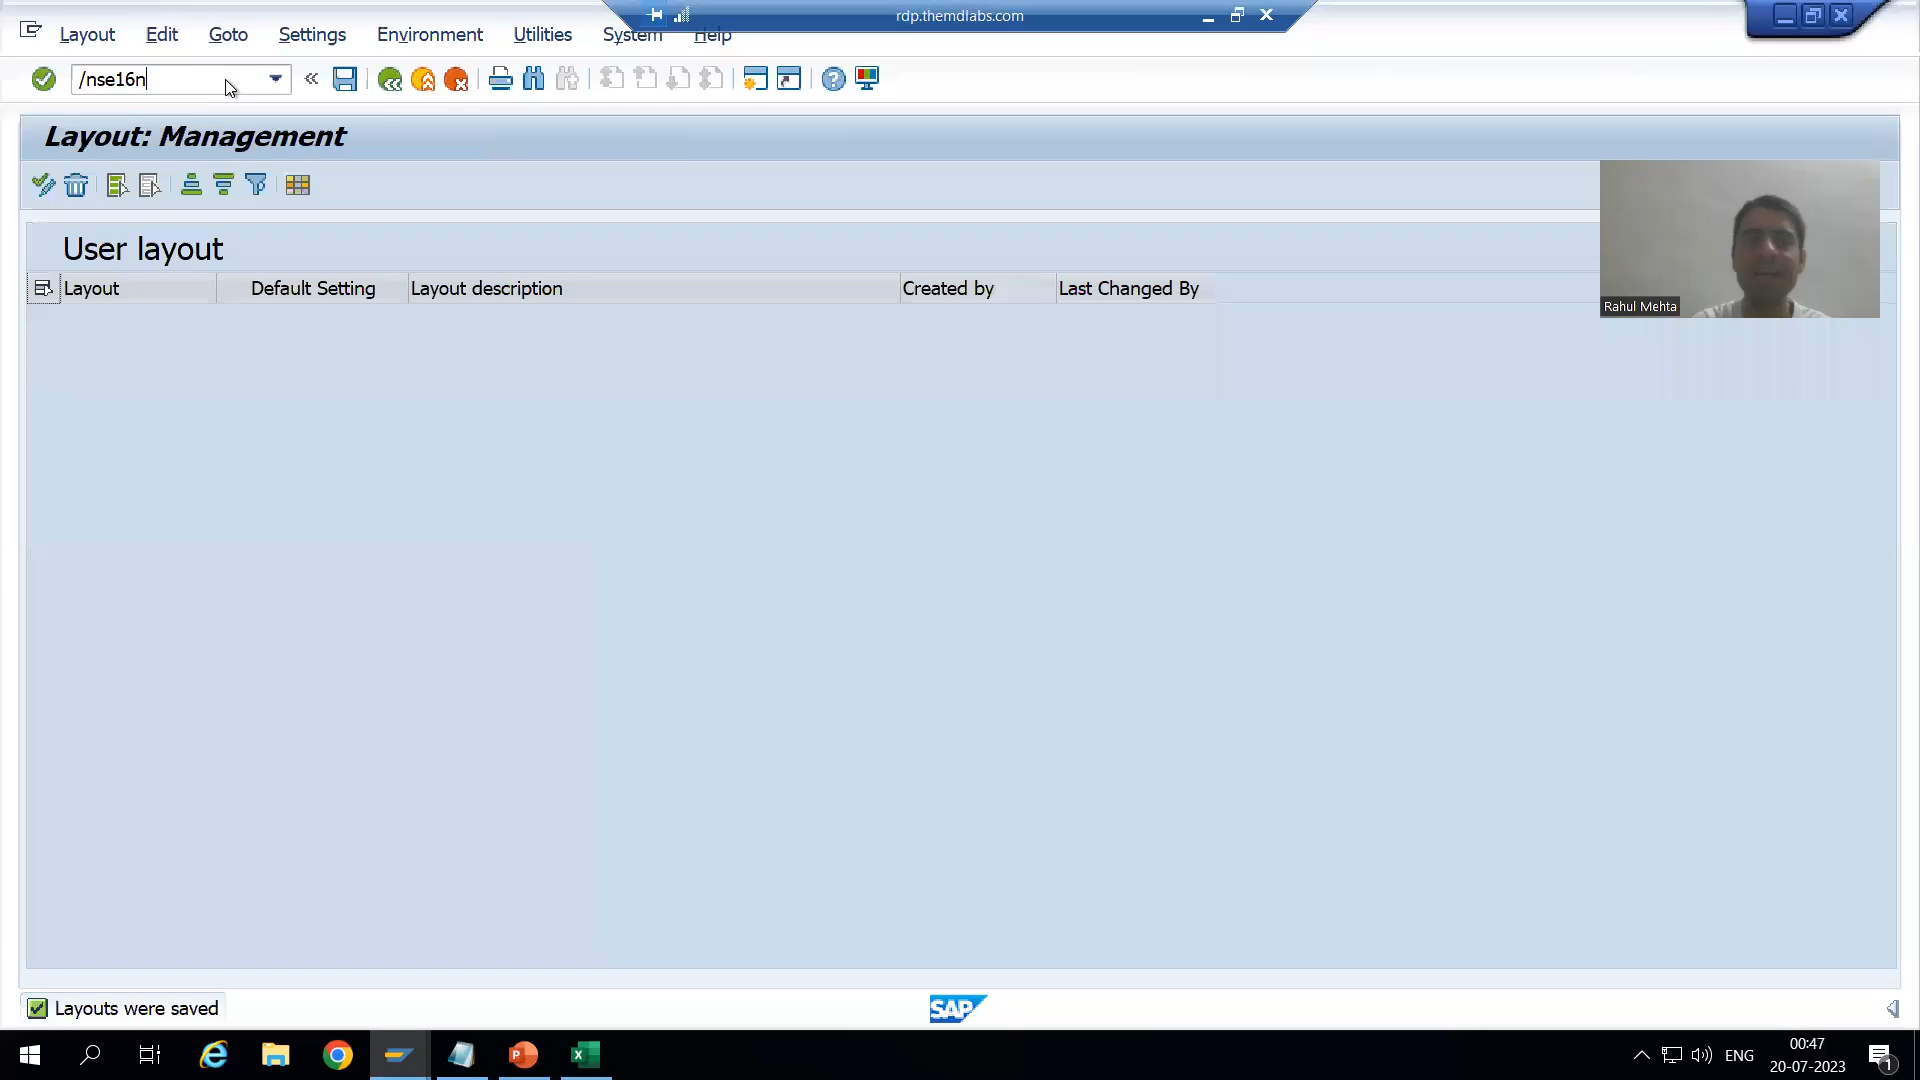 rdp.themdlabs.com
Layout Edit Goto Settings Environment Utilities System Help
/nse16n
Layout: Management
User layout
Layout Default Setting Layout description Created by Last Changed By
Rahul Mehta
Layouts were saved
SAP
ENG
00:47
20-07-2023
1